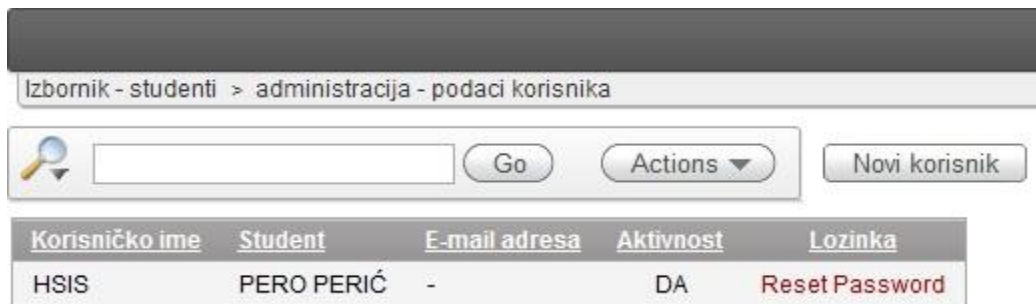 Izbornik - studenti > administracija - podaci korisnika
Go Actions Novi korisnik
Korisničko ime Student E-mail adresa Aktivnost Lozinka
HSIS PERO PERIĆ - DA Reset Password